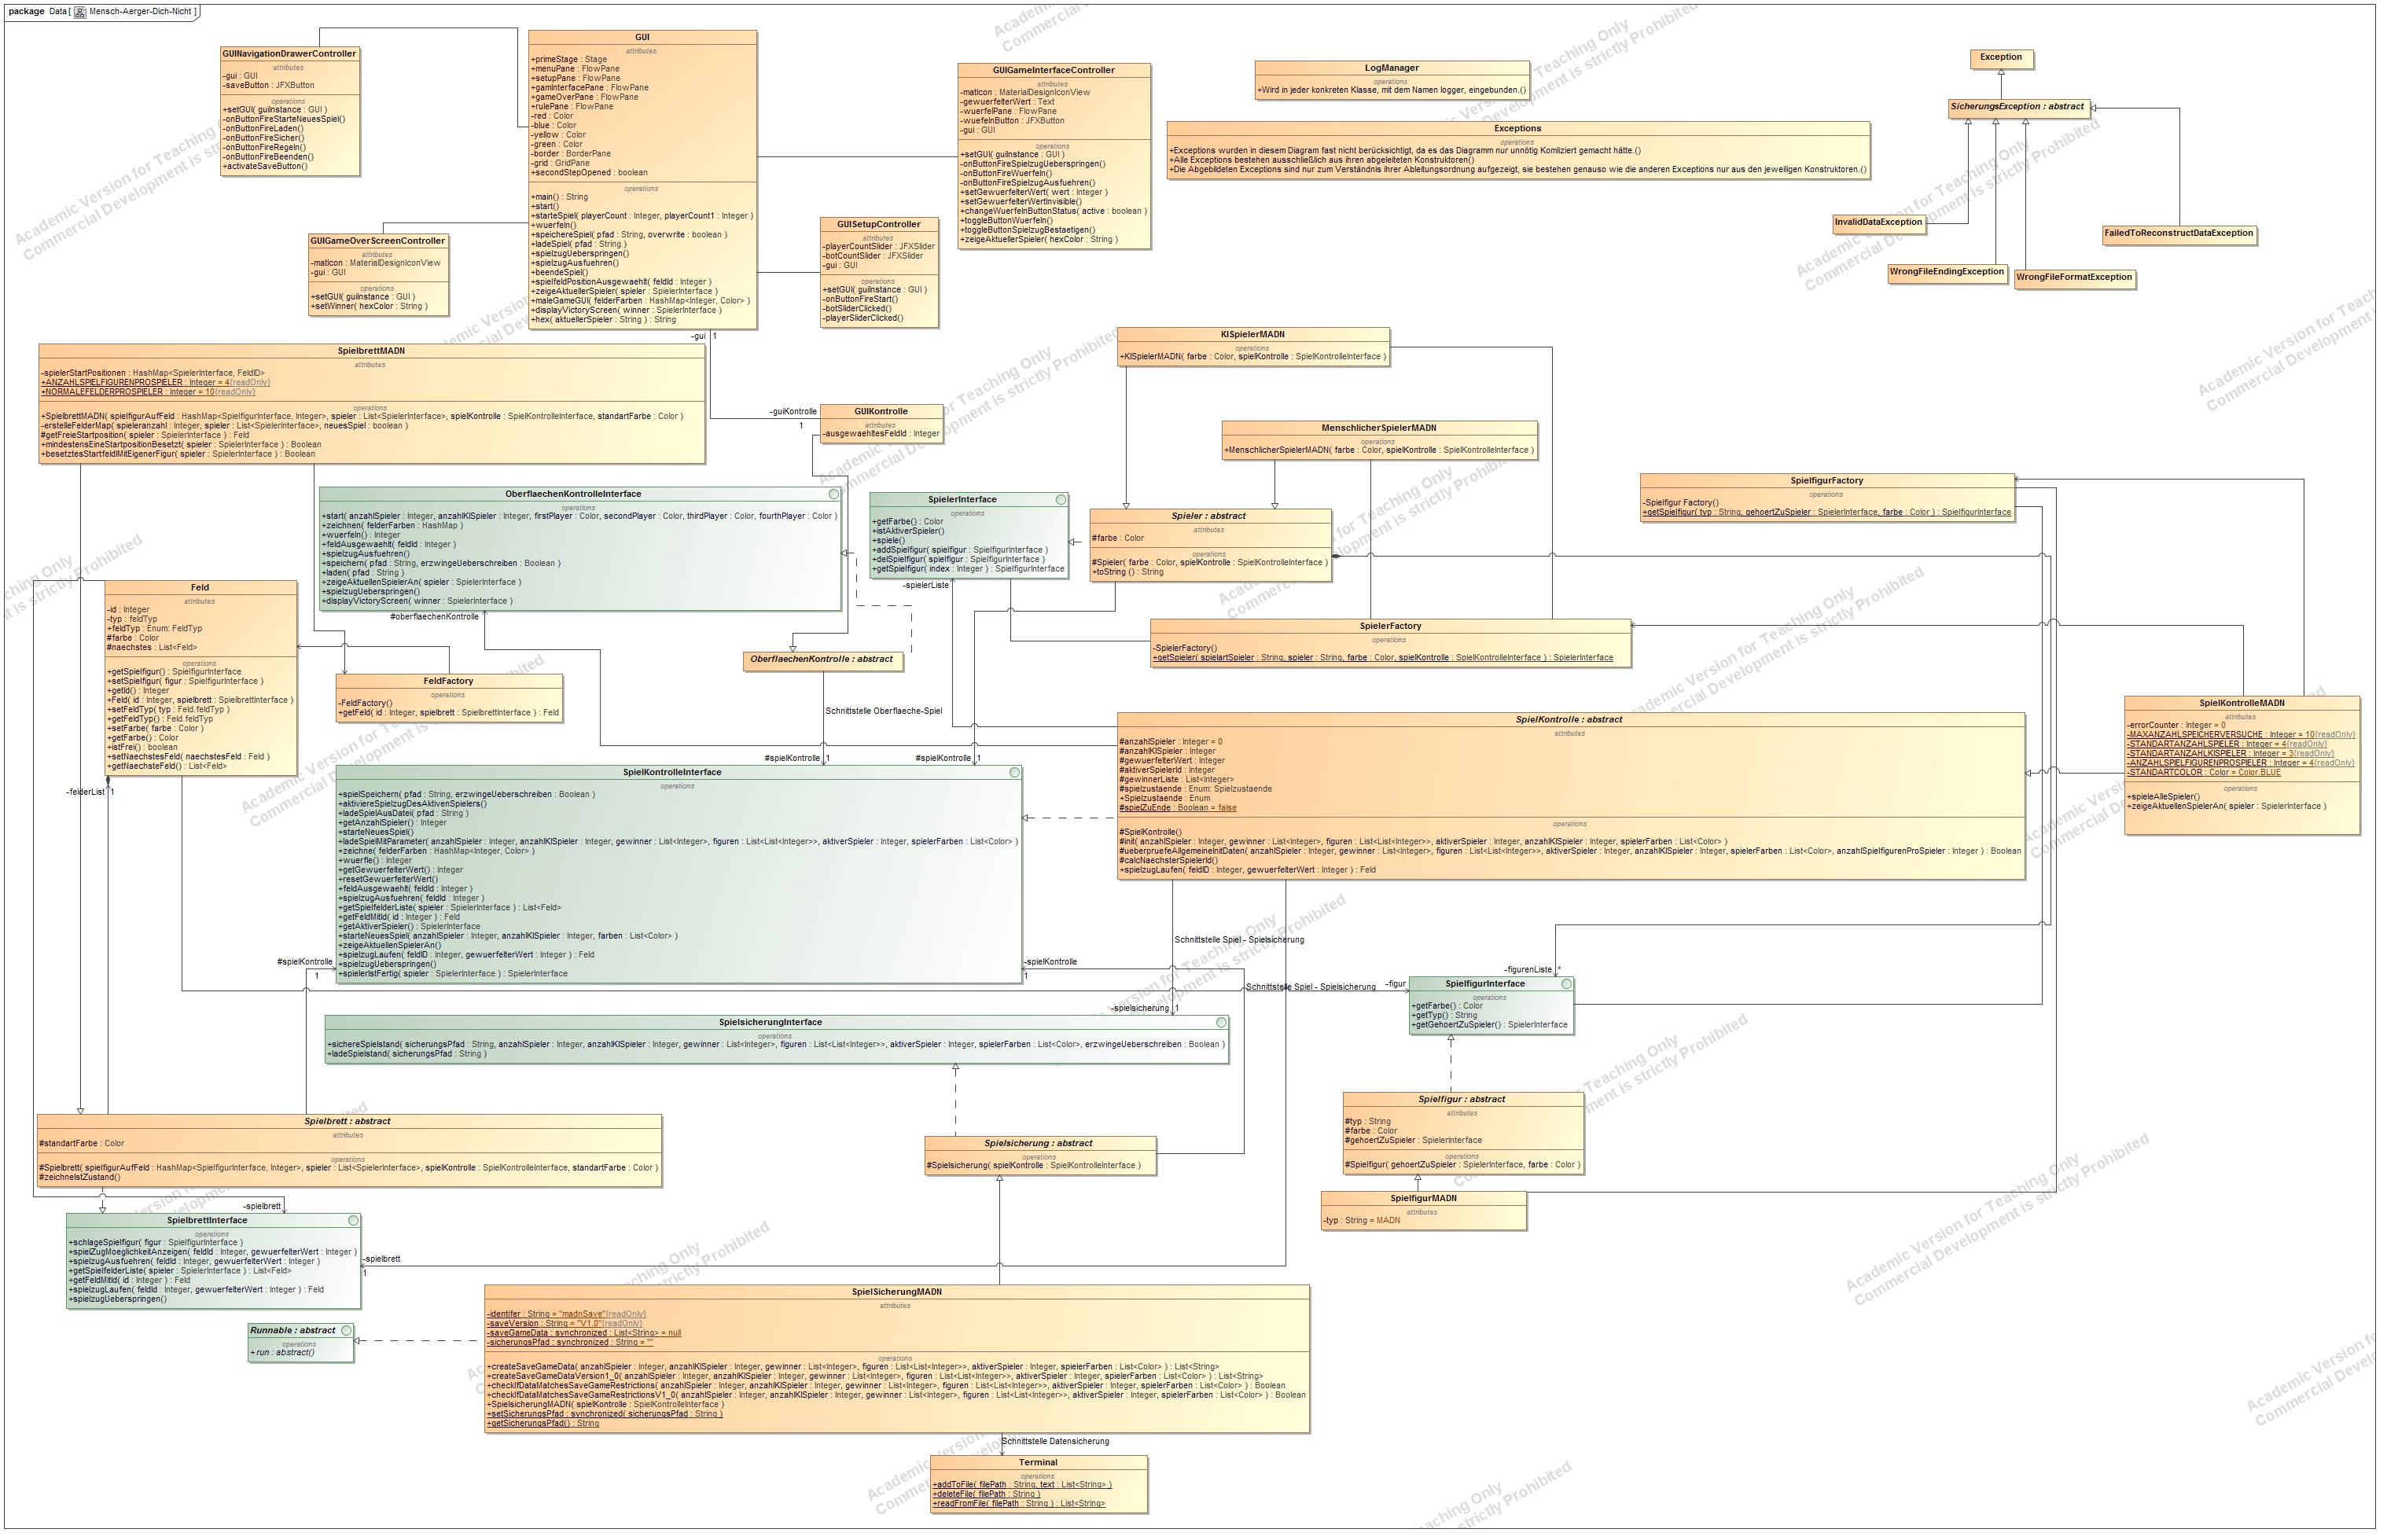 package Data [ Mensch-Aerger-Dich-Nicht ]
GUINavigationDrawerController
attributes
-gui : GUI
-saveButton : JFXButton
operations
+setGUI( guiInstance : GUI )
-onButtonFireStarteNeuesSpiel()
-onButtonFireLaden()
-onButtonFireSicher()
-onButtonFireRegeln()
-onButtonFireBeenden()
+activateSaveButton()
GUI
attributes
+primeStage : Stage
+menuPane : FlowPane
+setupPane : FlowPane
+gamInterfacePane : FlowPane
+gameOverPane : FlowPane
+rulePane : FlowPane
-red : Color
-blue : Color
-yellow : Color
-green : Color
-border : BorderPane
-grid : GridPane
+secondStepOpened : boolean
operations
+main() : String
+start()
+starteSpiel( playerCount : Integer, playerCount1 : Integer )
+wuerfeln()
+speichereSpiel( pfad : String, overwrite : boolean )
+ladeSpiel( pfad : String )
+spielzugUeberspringen()
+spielzugAusfuehren()
+beendeSpiel()
+spielfeldPositionAusgewaehlt( feldId : Integer )
+zeigeAktuellerSpieler( spieler : SpielerInterface )
+maleGameGUI( felderFarben : HashMap<Integer, Color> )
+displayVictoryScreen( winner : SpielerInterface )
+hex( aktuellerSpieler : String ) : String
GUIGameInterfaceController
attributes
-matIcon : MaterialDesignIconView
-gewuerfelterWert : Text
-wuerfelPane : FlowPane
-wuefelnButton : JFXButton
-gui : GUI
operations
+setGUI( guiInstance : GUI )
-onButtonFireSpielzugUeberspringen()
-onButtonFireWuerfeln()
-onButtonFireSpielzugAusfuehren()
+setGewuerfelterWert( wert : Integer )
+setGewuerfelterWertInvisible()
+changeWuerfelnButtonStatus( active : boolean )
+toggleButtonWuerfeln()
+toggleButtonSpielzugBestaetigen()
+zeigeAktuellerSpieler( hexColor : String )
LogManager
operations
+Wird in jeder konkreten Klasse, mit dem Namen logger, eingebunden.()
Exceptions
operations
+Exceptions wurden in diesem Diagram fast nicht berücksichtigt, da es das Diagramm nur unnötig Komliziert gemacht hätte.()
+Alle Exceptions bestehen ausschließlich aus ihren abgeleiteten Konstruktoren()
+Die Abgebildeten Exceptions sind nur zum Verständnis ihrer Ableitungsordnung aufgezeigt, sie bestehen genauso wie die anderen Exceptions nur aus den jeweiligen Konstruktoren.()
Exception
SicherungsException : abstract
InvalidDataException
FailedToReconstructDataException
WrongFileEndingException
WrongFileFormatException
GUIGameOverScreenController
attributes
-matIcon : MaterialDesignIconView
-gui : GUI
operations
+setGUI( guiInstance : GUI )
+setWinner( hexColor : String )
GUISetupController
attributes
-playerCountSlider : JFXSlider
-botCountSlider : JFXSlider
-gui : GUI
operations
+setGUI( guiInstance : GUI )
-onButtonFireStart()
-botSliderClicked()
-playerSliderClicked()
-gui
1
SpielbrettMADN
attributes
-spielerStartPositionen : HashMap<SpielerInterface, FeldID>
+ANZAHLSPIELFIGURENPROSPIELER : Integer = 4{readOnly}
+NORMALEFELDERPROSPIELER : Integer = 10{readOnly}
operations
+SpielbrettMADN( spielfigurAufFeld : HashMap<SpielfigurInterface, Integer>, spieler : List<SpielerInterface>, spielKontrolle : SpielKontrolleInterface, standartFarbe : Color )
-erstelleFelderMap( spieleranzahl : Integer, spieler : List<SpielerInterface>, neuesSpiel : boolean )
#getFreieStartposition( spieler : SpielerInterface ) : Feld
+mindestensEineStartpositionBesetzt( spieler : SpielerInterface ) : Boolean
+besetztesStartfeldMitEigenerFigur( spieler : SpielerInterface ) : Boolean
-guiKontrolle
1
GUIKontrolle
attributes
-ausgewaehltesFeldId : Integer
KISpielerMADN
operations
+KISpielerMADN( farbe : Color, spielKontrolle : SpielKontrolleInterface )
MenschlicherSpielerMADN
operations
+MenschlicherSpielerMADN( farbe : Color, spielKontrolle : SpielKontrolleInterface )
SpielfigurFactory
operations
-Spielfigur Factory()
+getSpielfigur( typ : String, gehoertZuSpieler : SpielerInterface, farbe : Color ) : SpielfigurInterface
OberflaechenKontrolleInterface
operations
+start( anzahlSpieler : Integer, anzahlKISpieler : Integer, firstPlayer : Color, secondPlayer : Color, thirdPlayer : Color, fourthPlayer : Color )
+zeichnen( felderFarben : HashMap )
+wuerfeln() : Integer
+feldAusgewaehlt( feldId : Integer )
+spielzugAusfuehren()
+speichern( pfad : String, erzwingeUeberschreiben : Boolean )
+laden( pfad : String )
+zeigeAktuellenSpielerAn( spieler : SpielerInterface )
+spielzugUeberspringen()
+displayVictoryScreen( winner : SpielerInterface )
#oberflaechenKontrolle
SpielerInterface
operations
+getFarbe() : Color
+istAktiverSpieler()
+spiele()
+addSpielfigur( spielfigur : SpielfigurInterface )
+delSpielfigur( spielfigur : SpielfigurInterface )
+getSpielfigur( index : Integer ) : SpielfigurInterface
-spielerListe
Spieler : abstract
attributes
#farbe : Color
operations
#Spieler( farbe : Color, spielKontrolle : SpielKontrolleInterface )
+toString () : String
Feld
attributes
-id : Integer
-typ : feldTyp
+feldTyp : Enum: FeldTyp
#farbe : Color
#naechstes : List<Feld>
operations
+getSpielfigur() : SpielfigurInterface
+setSpielfigur( figur : SpielfigurInterface )
+getId() : Integer
+Feld( id : Integer, spielbrett : SpielbrettInterface )
+setFeldTyp( typ : Feld.feldTyp )
+getFeldTyp() : Feld.feldTyp
+setFarbe( farbe : Color )
+getFarbe() : Color
+istFrei() : boolean
+setNaechstesFeld( naechstesFeld : Feld )
+getNaechsteFeld() : List<Feld>
-felderList
1
FeldFactory
operations
-FeldFactory()
+getFeld( id : Integer, spielbrett : SpielbrettInterface ) : Feld
OberflaechenKontrolle : abstract
Schnittstelle Oberflaeche-Spiel
SpielerFactory
operations
-SpielerFactory()
+getSpieler( spielartSpieler : String, spieler : String, farbe : Color, spielKontrolle : SpielKontrolleInterface ) : SpielerInterface
SpielKontrolle : abstract
attributes
#anzahlSpieler : Integer = 0
#anzahlKISpieler : Integer
#gewuerfelterWert : Integer
#aktiverSpielerId : Integer
#gewinnerListe : List<Integer>
#spielzustaende : Enum: Spielzustaende
+Spielzustaende : Enum
#spielZuEnde : Boolean = false
operations
#SpielKontrolle()
#init( anzahlSpieler : Integer, gewinner : List<Integer>, figuren : List<List<Integer>>, aktiverSpieler : Integer, anzahlKISpieler : Integer, spielerFarben : List<Color> )
#ueberpruefeAllgemeineInitDaten( anzahlSpieler : Integer, gewinner : List<Integer>, figuren : List<List<Integer>>, aktiverSpieler : Integer, anzahlKISpieler : Integer, spielerFarben : List<Color>, anzahlSpielfigurenProSpieler : Integer ) : Boolean
#calcNaechsterSpielerId()
+spielzugLaufen( feldID : Integer, gewuerfelterWert : Integer ) : Feld
SpielKontrolleMADN
attributes
-errorCounter : Integer = 0
-MAXANZAHLSPEICHERVERSUCHE : Integer = 10{readOnly}
-STANDARTANZAHLSPIELER : Integer = 4{readOnly}
-STANDARTANZAHLKISPIELER : Integer = 3{readOnly}
-ANZAHLSPIELFIGURENPROSPIELER : Integer = 4{readOnly}
-STANDARTCOLOR : Color = Color.BLUE
operations
+spieleAlleSpieler()
+zeigeAktuellenSpielerAn( spieler : SpielerInterface )
#spielKontrolle
1
#spielKontrolle
1
SpielKontrolleInterface
operations
+spielSpeichern( pfad : String, erzwingeUeberschreiben : Boolean )
+aktiviereSpielzugDesAktivenSpielers()
+ladeSpielAusDatei( pfad : String )
+getAnzahlSpieler() : Integer
+starteNeuesSpiel()
+ladeSpielMitParameter( anzahlSpieler : Integer, anzahlKISpieler : Integer, gewinner : List<Integer>, figuren : List<List<Integer>>, aktiverSpieler : Integer, spielerFarben : List<Color> )
+zeichne( felderFarben : HashMap<Integer, Color> )
+wuerfle() : Integer
+getGewuerfelterWert() : Integer
+resetGewuerfelterWert()
+feldAusgewaehlt( feldId : Integer )
+spielzugAusfuehren( feldId : Integer )
+getSpielfelderListe( spieler : SpielerInterface ) : List<Feld>
+getFeldMitId( id : Integer ) : Feld
+getAktiverSpieler() : SpielerInterface
+starteNeuesSpiel( anzahlSpieler : Integer, anzahlKISpieler : Integer, farben : List<Color> )
+zeigeAktuellenSpielerAn()
+spielzugLaufen( feldID : Integer, gewuerfelterWert : Integer ) : Feld
+spielzugUeberspringen()
+spielerIstFertig( spieler : SpielerInterface ) : SpielerInterface
#spielKontrolle
1
-spielKontrolle
1
Schnittstelle Spiel - Spielsicherung
Schnittstelle Spiel - Spielsicherung
-figur
-figurenListe
*
-spielsicherung
1
SpielfigurInterface
operations
+getFarbe() : Color
+getTyp() : String
+getGehoertZuSpieler() : SpielerInterface
SpielsicherungInterface
operations
+sichereSpielstand( sicherungsPfad : String, anzahlSpieler : Integer, anzahlKISpieler : Integer, gewinner : List<Integer>, figuren : List<List<Integer>>, aktiverSpieler : Integer, spielerFarben : List<Color>, erzwingeUeberschreiben : Boolean )
+ladeSpielstand( sicherungsPfad : String )
Spielbrett : abstract
attributes
#standartFarbe : Color
operations
#Spielbrett( spielfigurAufFeld : HashMap<SpielfigurInterface, Integer>, spieler : List<SpielerInterface>, spielKontrolle : SpielKontrolleInterface, standartFarbe : Color )
#zeichneIstZustand()
Spielsicherung : abstract
operations
#Spielsicherung( spielKontrolle : SpielKontrolleInterface )
Spielfigur : abstract
attributes
#typ : String
#farbe : Color
#gehoertZuSpieler : SpielerInterface
operations
#Spielfigur( gehoertZuSpieler : SpielerInterface, farbe : Color )
SpielfigurMADN
attributes
-typ : String = MADN
-spielbrett
SpielbrettInterface
operations
+schlageSpielfigur( figur : SpielfigurInterface )
+spielZugMoeglichkeitAnzeigen( feldId : Integer, gewuerfelterWert : Integer )
+spielzugAusfuehren( feldId : Integer, gewuerfelterWert : Integer )
+getSpielfelderListe( spieler : SpielerInterface ) : List<Feld>
+getFeldMitId( id : Integer ) : Feld
+spielzugLaufen( feldId : Integer, gewuerfelterWert : Integer ) : Feld
+spielzugUeberspringen()
-spielbrett
1
Runnable : abstract
operations
+ run : abstract()
SpielSicherungMADN
attributes
-identifer : String = "madnSave"{readOnly}
-saveVersion : String = "V1.0"{readOnly}
-saveGameData : synchronized : List<String> = null
-sicherungsPfad : synchronized : String = ""
operations
+createSaveGameData( anzahlSpieler : Integer, anzahlKISpieler : Integer, gewinner : List<Integer>, figuren : List<List<Integer>>, aktiverSpieler : Integer, spielerFarben : List<Color> ) : List<String>
+createSaveGameDataVersion1_0( anzahlSpieler : Integer, anzahlKISpieler : Integer, gewinner : List<Integer>, figuren : List<List<Integer>>, aktiverSpieler : Integer, spielerFarben : List<Color> ) : List<String>
+checkIfDataMatchesSaveGameRestrictions( anzahlSpieler : Integer, anzahlKISpieler : Integer, gewinner : List<Integer>, figuren : List<List<Integer>>, aktiverSpieler : Integer, spielerFarben : List<Color> ) : Boolean
+checkIfDataMatchesSaveGameRestrictionsV1_0( anzahlSpieler : Integer, anzahlKISpieler : Integer, gewinner : List<Integer>, figuren : List<List<Integer>>, aktiverSpieler : Integer, spielerFarben : List<Color> ) : Boolean
+SpielsicherungMADN( spielKontrolle : SpielKontrolleInterface )
+setSicherungsPfad : synchronized( sicherungsPfad : String )
+getSicherungsPfad() : String
Schnittstelle Datensicherung
Terminal
operations
+addToFile( filePath : String, text : List<String> )
+deleteFile( filePath : String )
+readFromFile( filePath : String ) : List<String>
Academic Version for Teaching Only
Commercial Development is strictly Prohibited